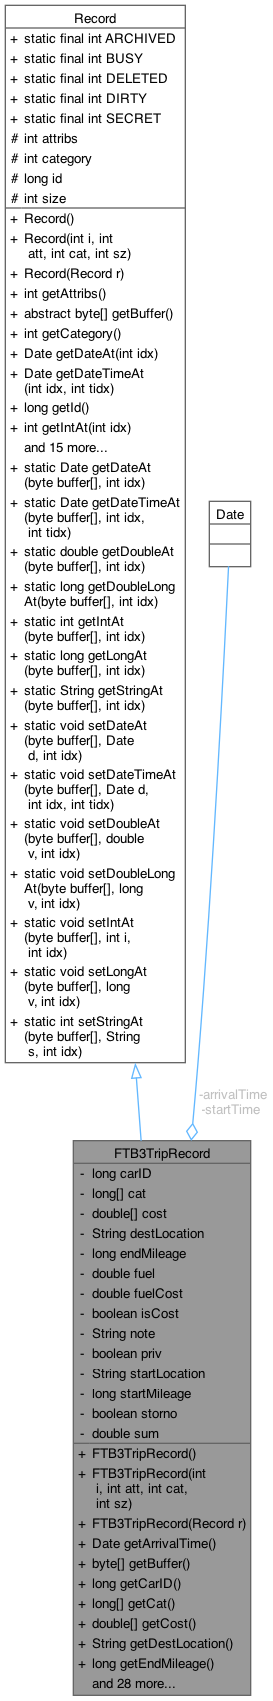 Record
+ static final int ARCHIVED
+ static final int BUSY
+ static final int DELETED
+ static final int DIRTY
+ static final int SECRET
# int attribs
# int category
# long id
# int size
+ Record()
+ Record(int i, int
att, int cat, int sz)
+ Record(Record r)
+ int getAttribs()
+ abstract byte[] getBuffer()
+ int getCategory()
+ Date getDateAt(int idx)
+ Date getDateTimeAt
(int idx, int tidx)
+ long getId()
+ int getIntAt(int idx)
and 15 more...
+ static Date getDateAt
(byte buffer[], int idx)
+ static Date getDateTimeAt
(byte buffer[], int idx,
int tidx)
+ static double getDoubleAt
(byte buffer[], int idx)
+ static long getDoubleLong
At(byte buffer[], int idx)
+ static int getIntAt
(byte buffer[], int idx)
+ static long getLongAt
(byte buffer[], int idx)
+ static String getStringAt
(byte buffer[], int idx)
+ static void setDateAt
(byte buffer[], Date
d, int idx)
+ static void setDateTimeAt
(byte buffer[], Date d,
int idx, int tidx)
+ static void setDoubleAt
(byte buffer[], double
v, int idx)
+ static void setDoubleLong
At(byte buffer[], long
v, int idx)
+ static void setIntAt
(byte buffer[], int i,
int idx)
+ static void setLongAt
(byte buffer[], long
v, int idx)
+ static int setStringAt
(byte buffer[], String
s, int idx)
Date
-arrivalTime
-startTime
FTB3TripRecord
- long carID
- long[] cat
- double[] cost
- String destLocation
- long endMileage
- double fuel
- double fuelCost
- boolean isCost
- String note
- boolean priv
- String startLocation
- long startMileage
- boolean storno
- double sum
+ FTB3TripRecord()
+ FTB3TripRecord(int
i, int att, int cat,
int sz)
+ FTB3TripRecord(Record r)
+ Date getArrivalTime()
+ byte[] getBuffer()
+ long getCarID()
+ long[] getCat()
+ double[] getCost()
+ String getDestLocation()
+ long getEndMileage()
and 28 more...